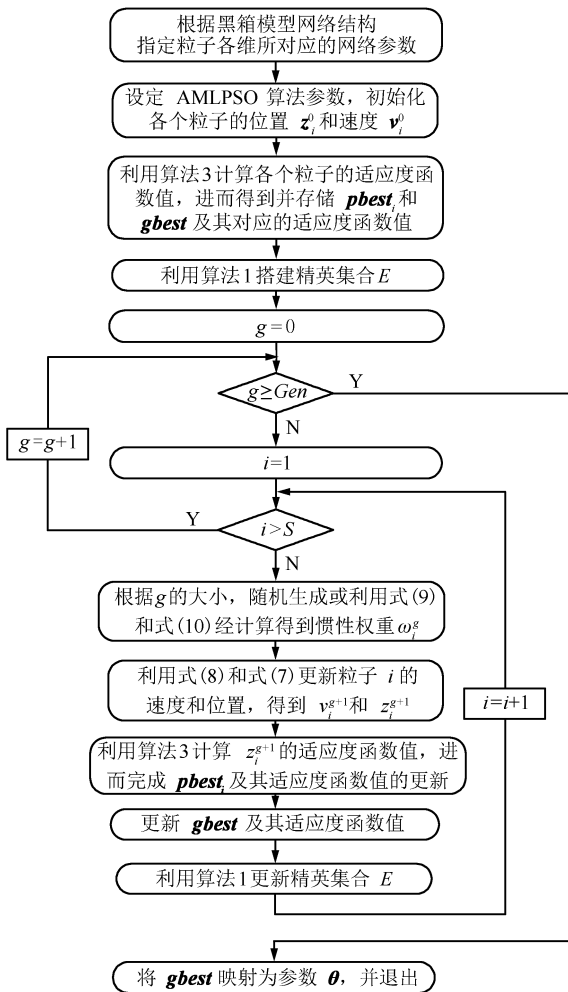 根据黑箱模型网络结构
指定粒子各维所对应的网络参数
设定 AMLPSO 算法参数，初始化
各个粒子的位置 z_i^0 和速度 v_i^0
利用算法3计算各个粒子的适应度函
数值，进而得到并存储 pbest_i 和
gbest 及其对应的适应度函数值
利用算法1搭建精英集合E
g=0
g≥Gen
Y
N
g=g+1
i=1
i>S
Y
N
根据g的大小，随机生成或利用式(9)
和式(10)经计算得到惯性权重ω_i^g
利用式(8)和式(7)更新粒子 i 的
速度和位置，得到 v_i^{g+1} 和 z_i^{g+1}
i=i+1
利用算法3计算 z_i^{g+1} 的适应度函数值，进
而完成 pbest_i 及其适应度函数值的更新
更新 gbest 及其适应度函数值
利用算法1更新精英集合 E
将 gbest 映射为参数 θ，并退出